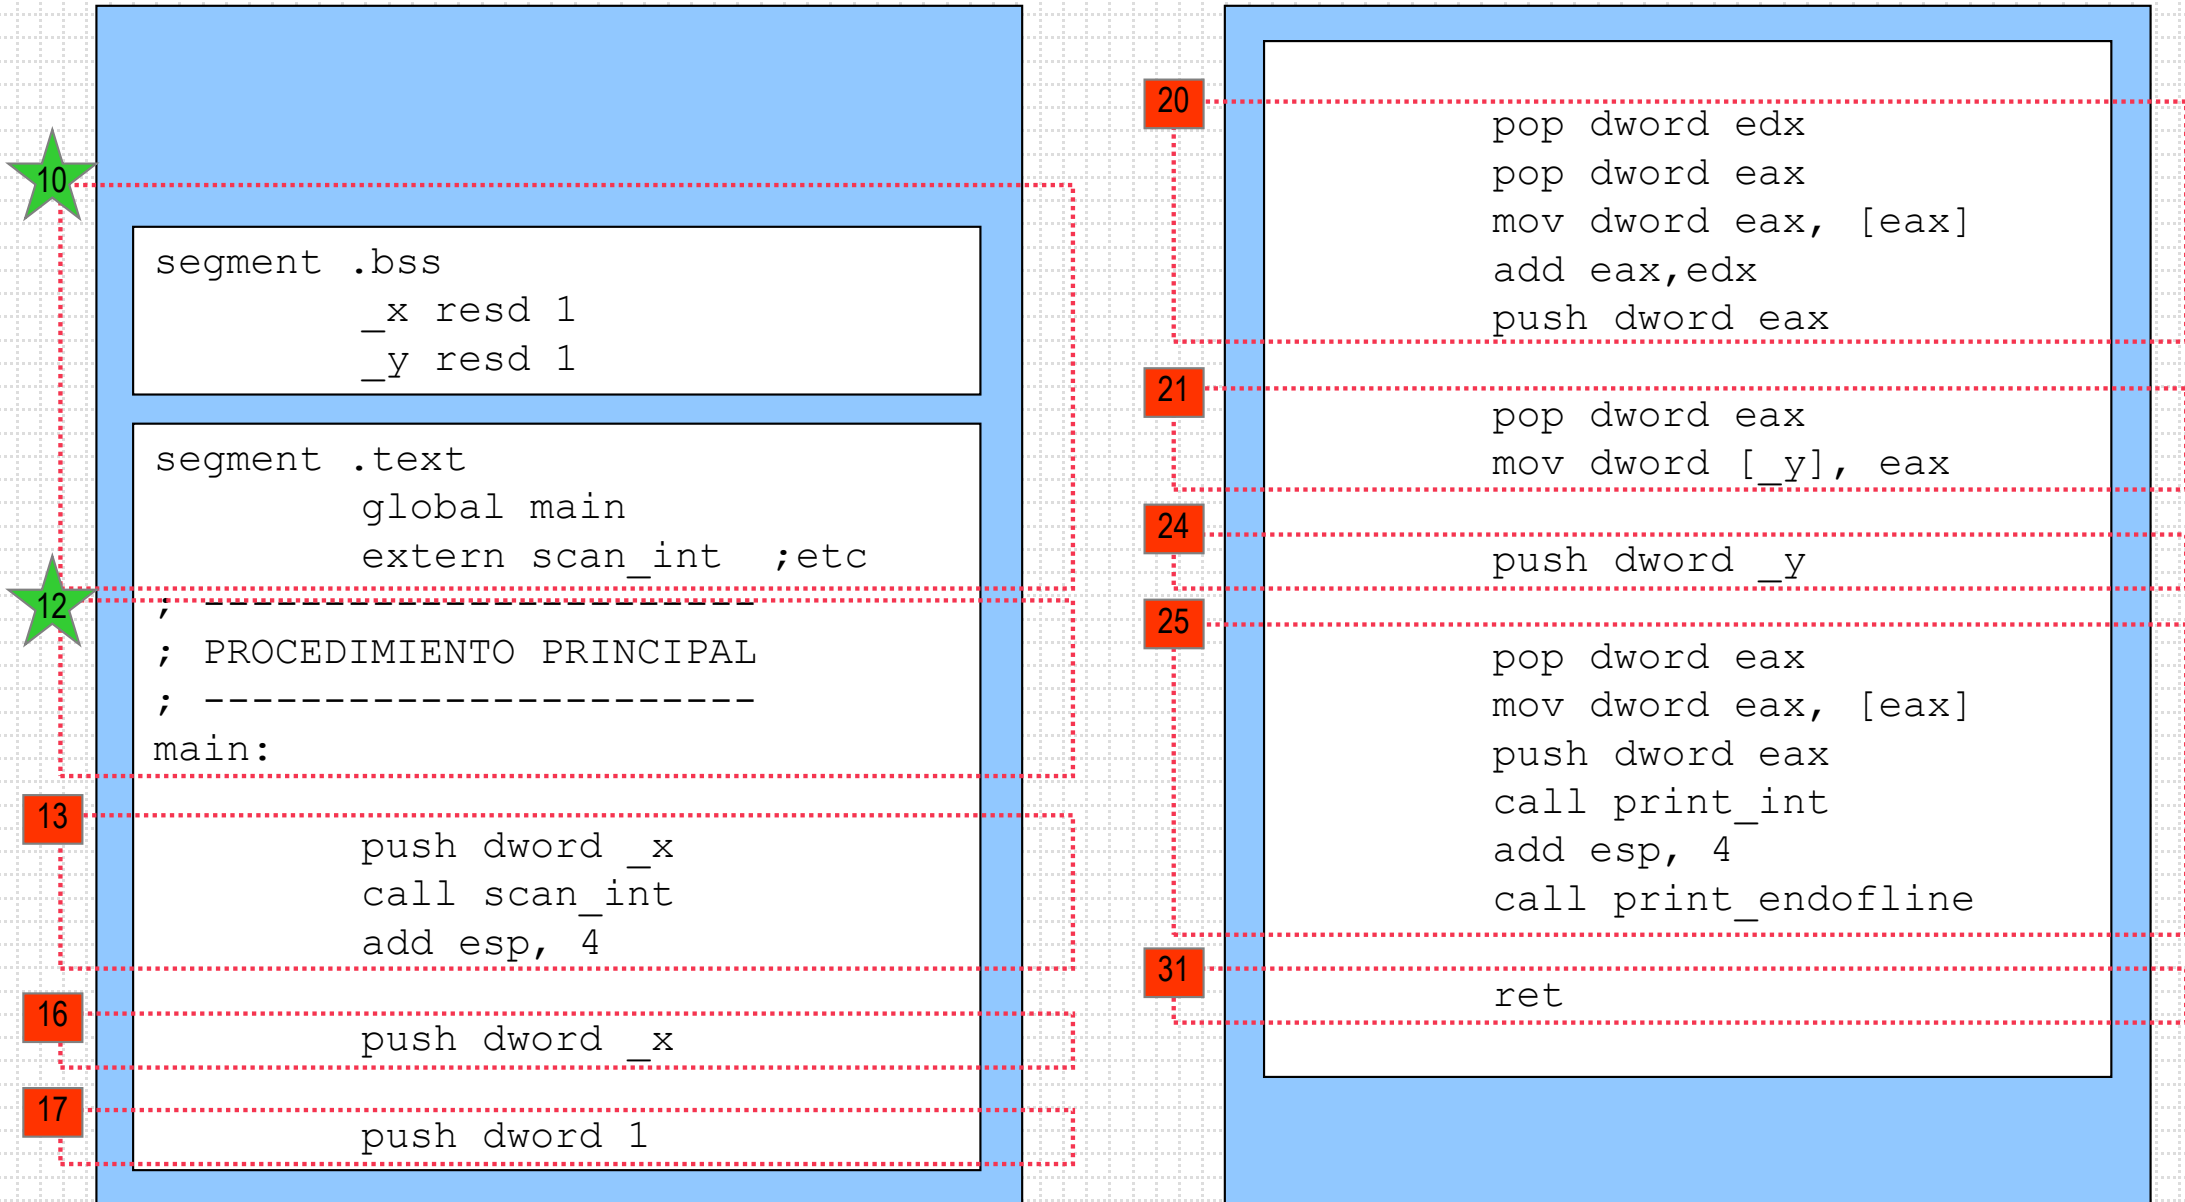 10
segment .bss
_x resd 1
_y resd 1
segment .text
global main
extern scan_int ;etc
12
; -----------------------
; PROCEDIMIENTO PRINCIPAL
; -----------------------
main:
13
push dword _x
call scan_int
add esp, 4
16
push dword _x
17
push dword 1
20
pop dword edx
pop dword eax
mov dword eax, [eax]
add eax,edx
push dword eax
21
pop dword eax
mov dword [_y], eax
24
push dword _y
25
pop dword eax
mov dword eax, [eax]
push dword eax
call print_int
add esp, 4
call print_endofline
31
ret